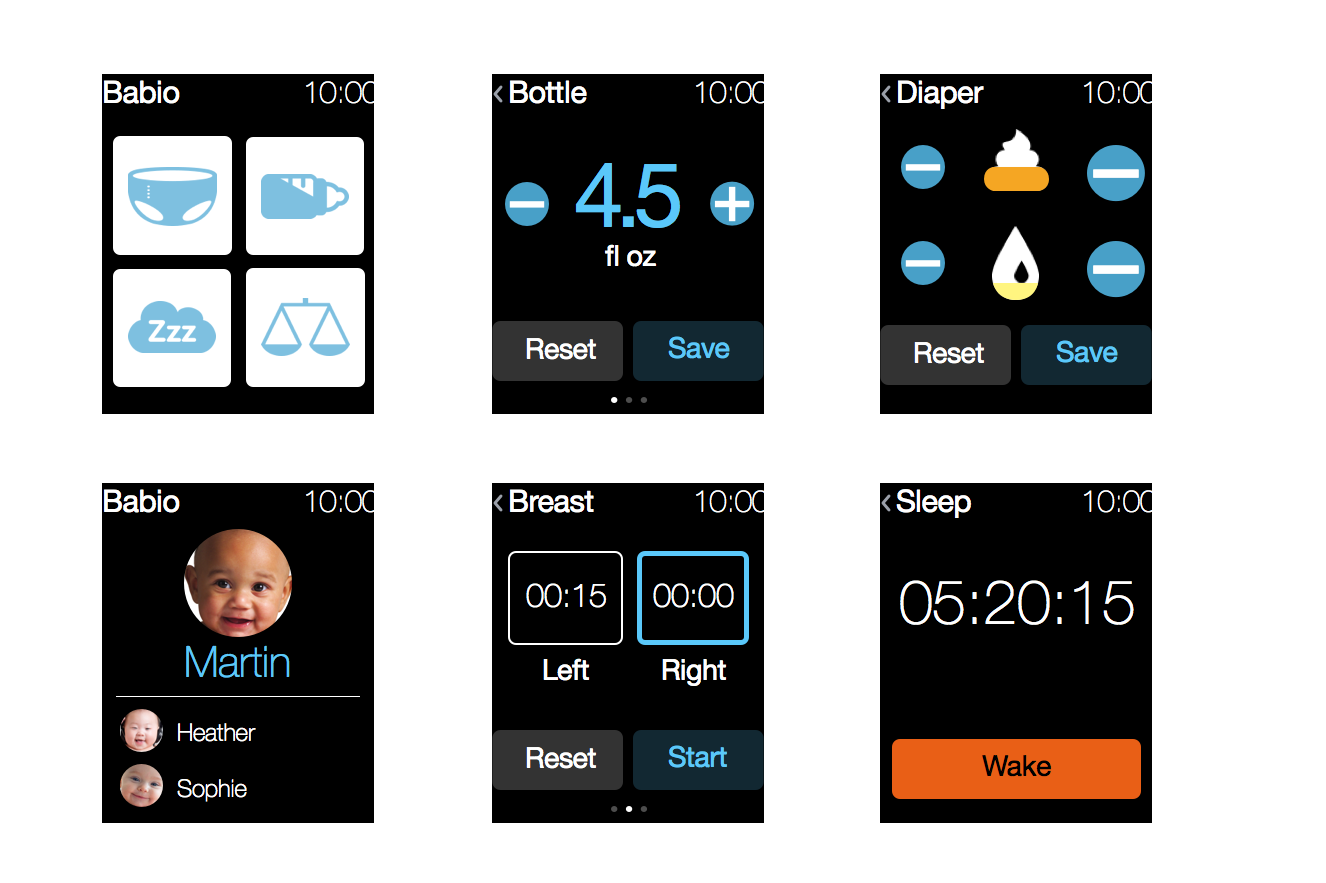 Babio 10:00
Zzz
‹ Bottle 10:00
4.5
fl oz
Reset Save
‹ Diaper 10:00
Reset Save
Babio 10:00
Martin
Heather
Sophie
‹ Breast 10:00
00:15 00:00
Left Right
Reset Start
‹ Sleep 10:00
05:20:15
Wake